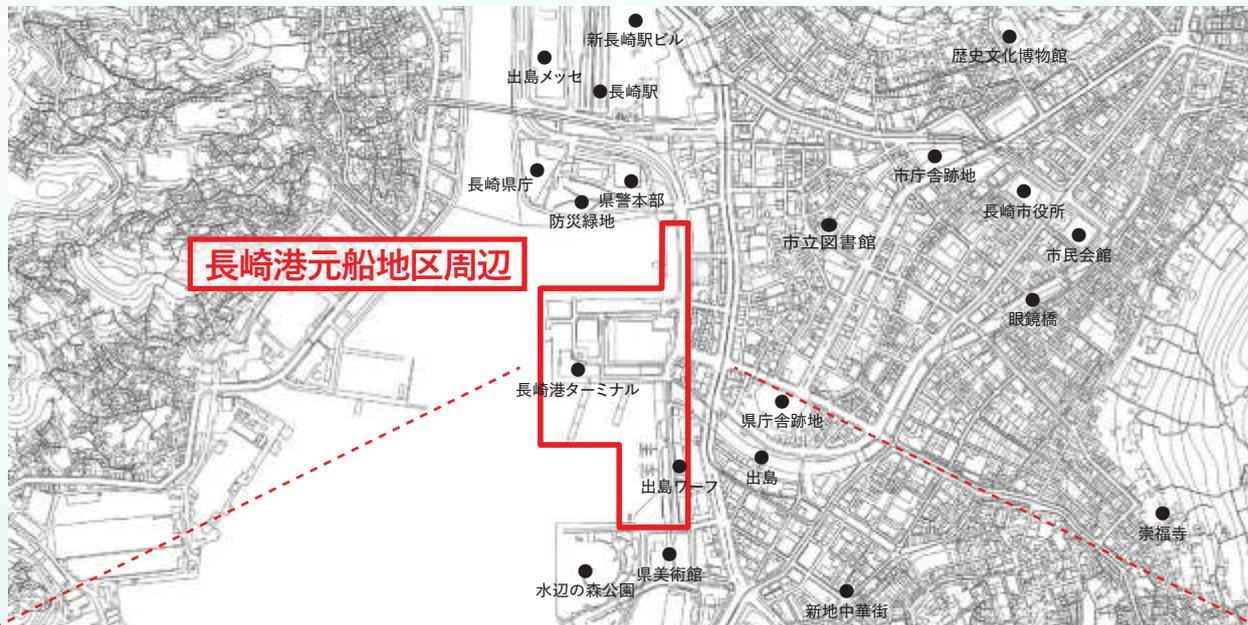 新長崎駅ビル
歴史文化博物館
出島メッセ
長崎駅
市庁舎跡地
長崎県庁
県警本部
長崎市役所
防災緑地
市立図書館
市民会館
長崎港元船地区周辺
眼鏡橋
長崎港ターミナル
県庁舎跡地
出島
出島ワーフ
崇福寺
県美術館
水辺の森公園
新地中華街